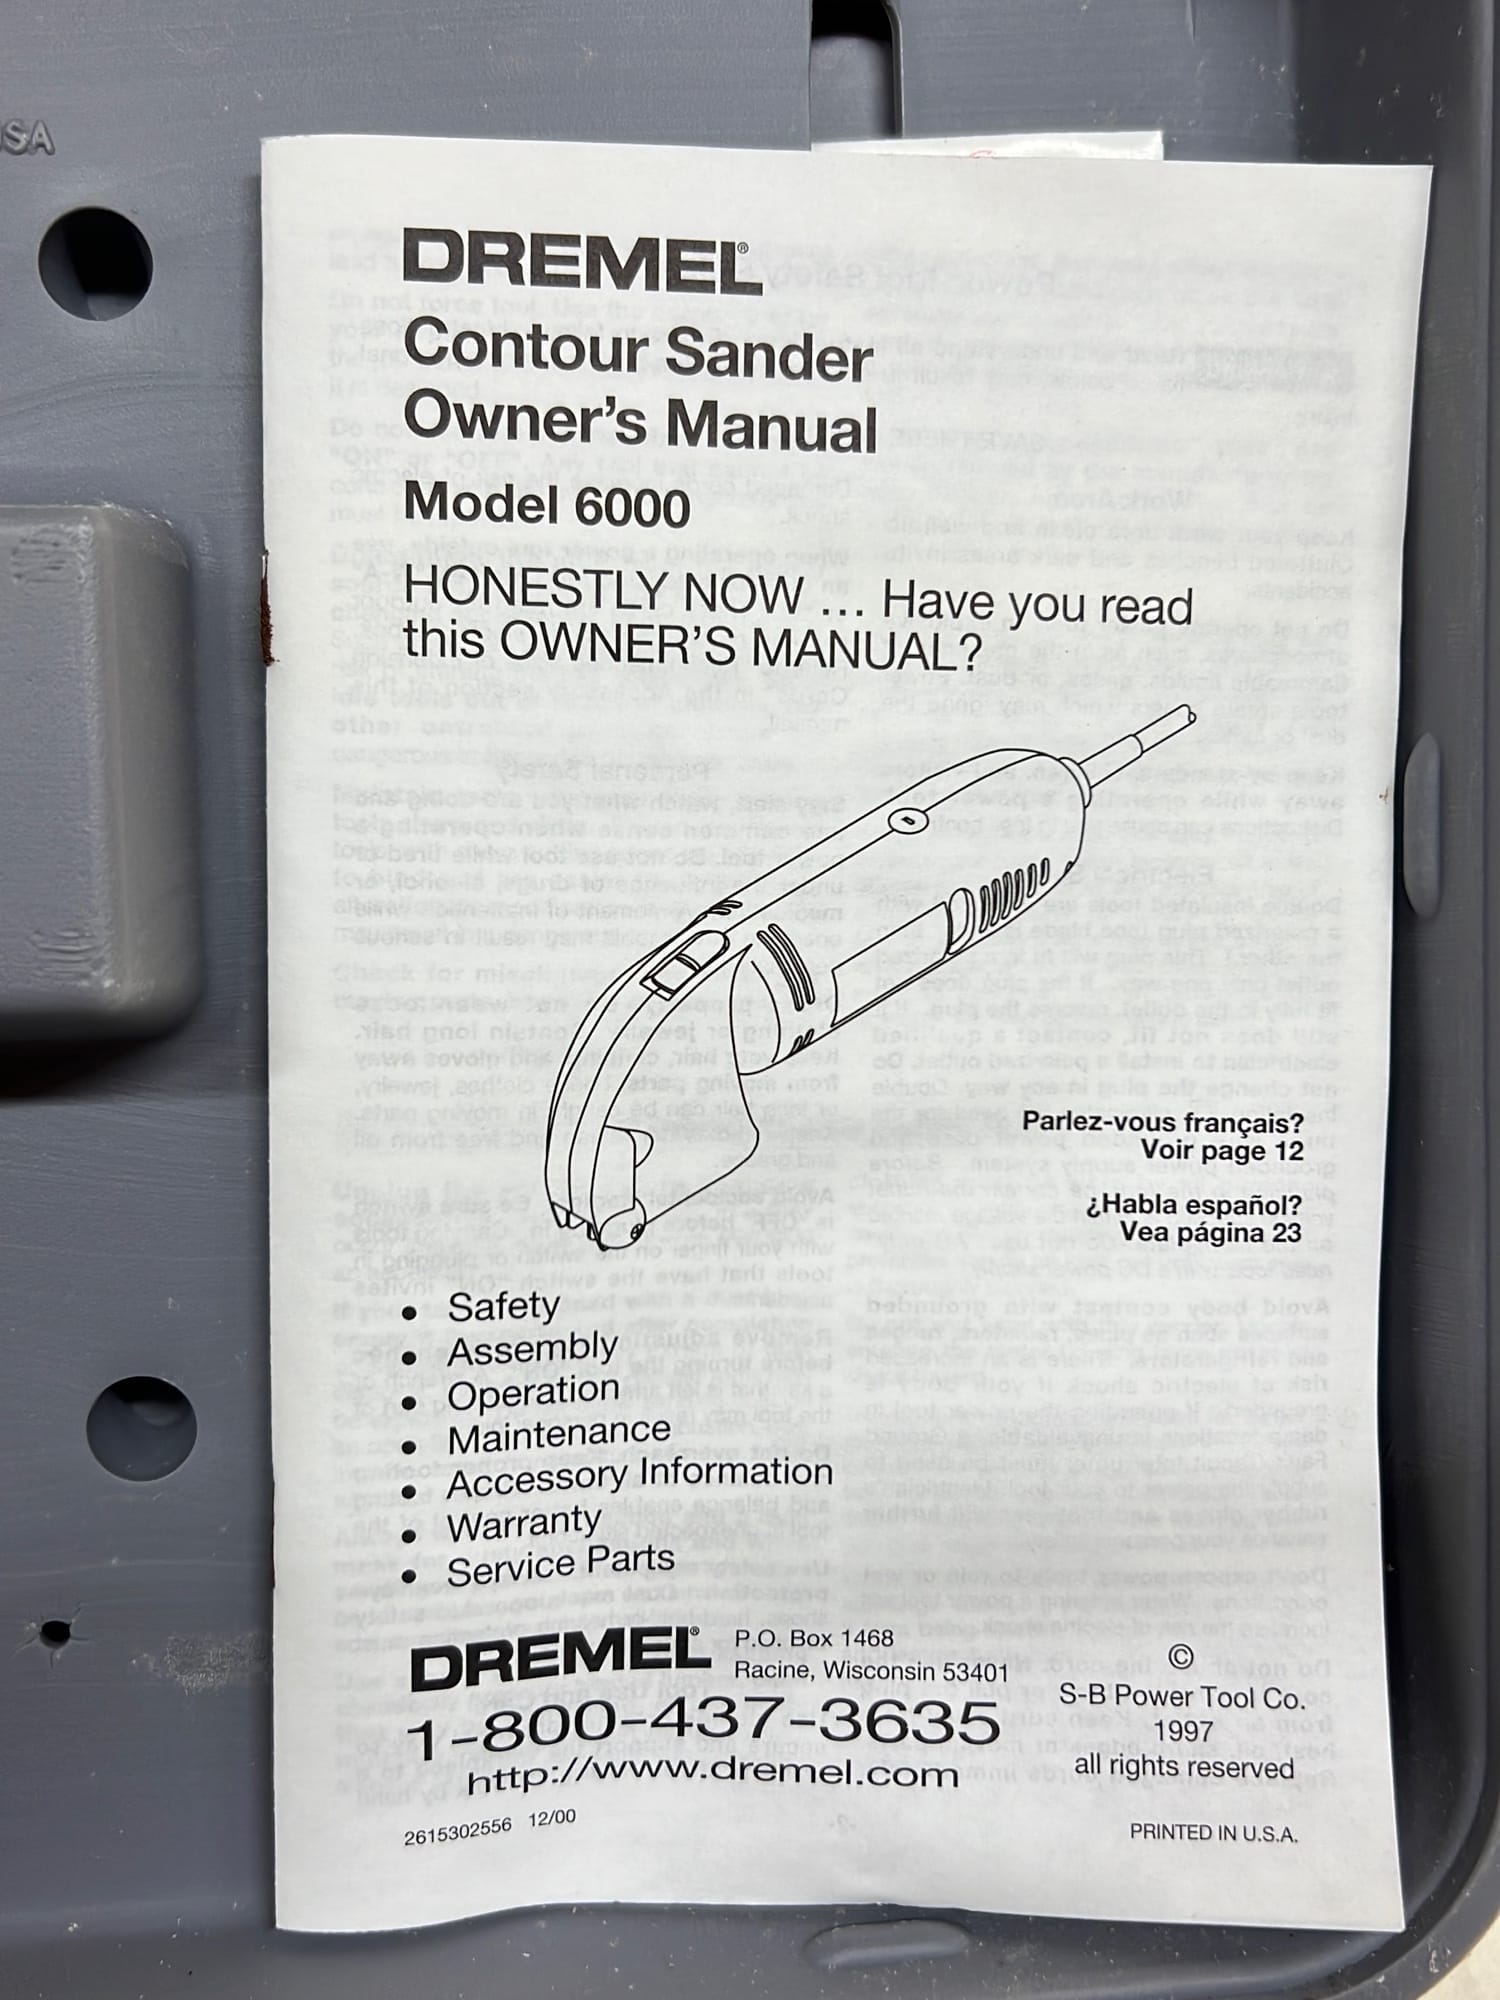 DREMEL®
Contour Sander
Owner's Manual
Model 6000
HONESTLY NOW ... Have you read
this OWNER'S MANUAL?
Parlez-vous français?
Voir page 12
¿Habla español?
Vea página 23
• Safety
• Assembly
• Operation
• Maintenance
• Accessory Information
• Warranty
• Service Parts
DREMEL®
P.O. Box 1468
Racine, Wisconsin 53401
1-800-437-3635
http://www.dremel.com
©
S-B Power Tool Co.
1997
all rights reserved
2615302556 12/00
PRINTED IN U.S.A.